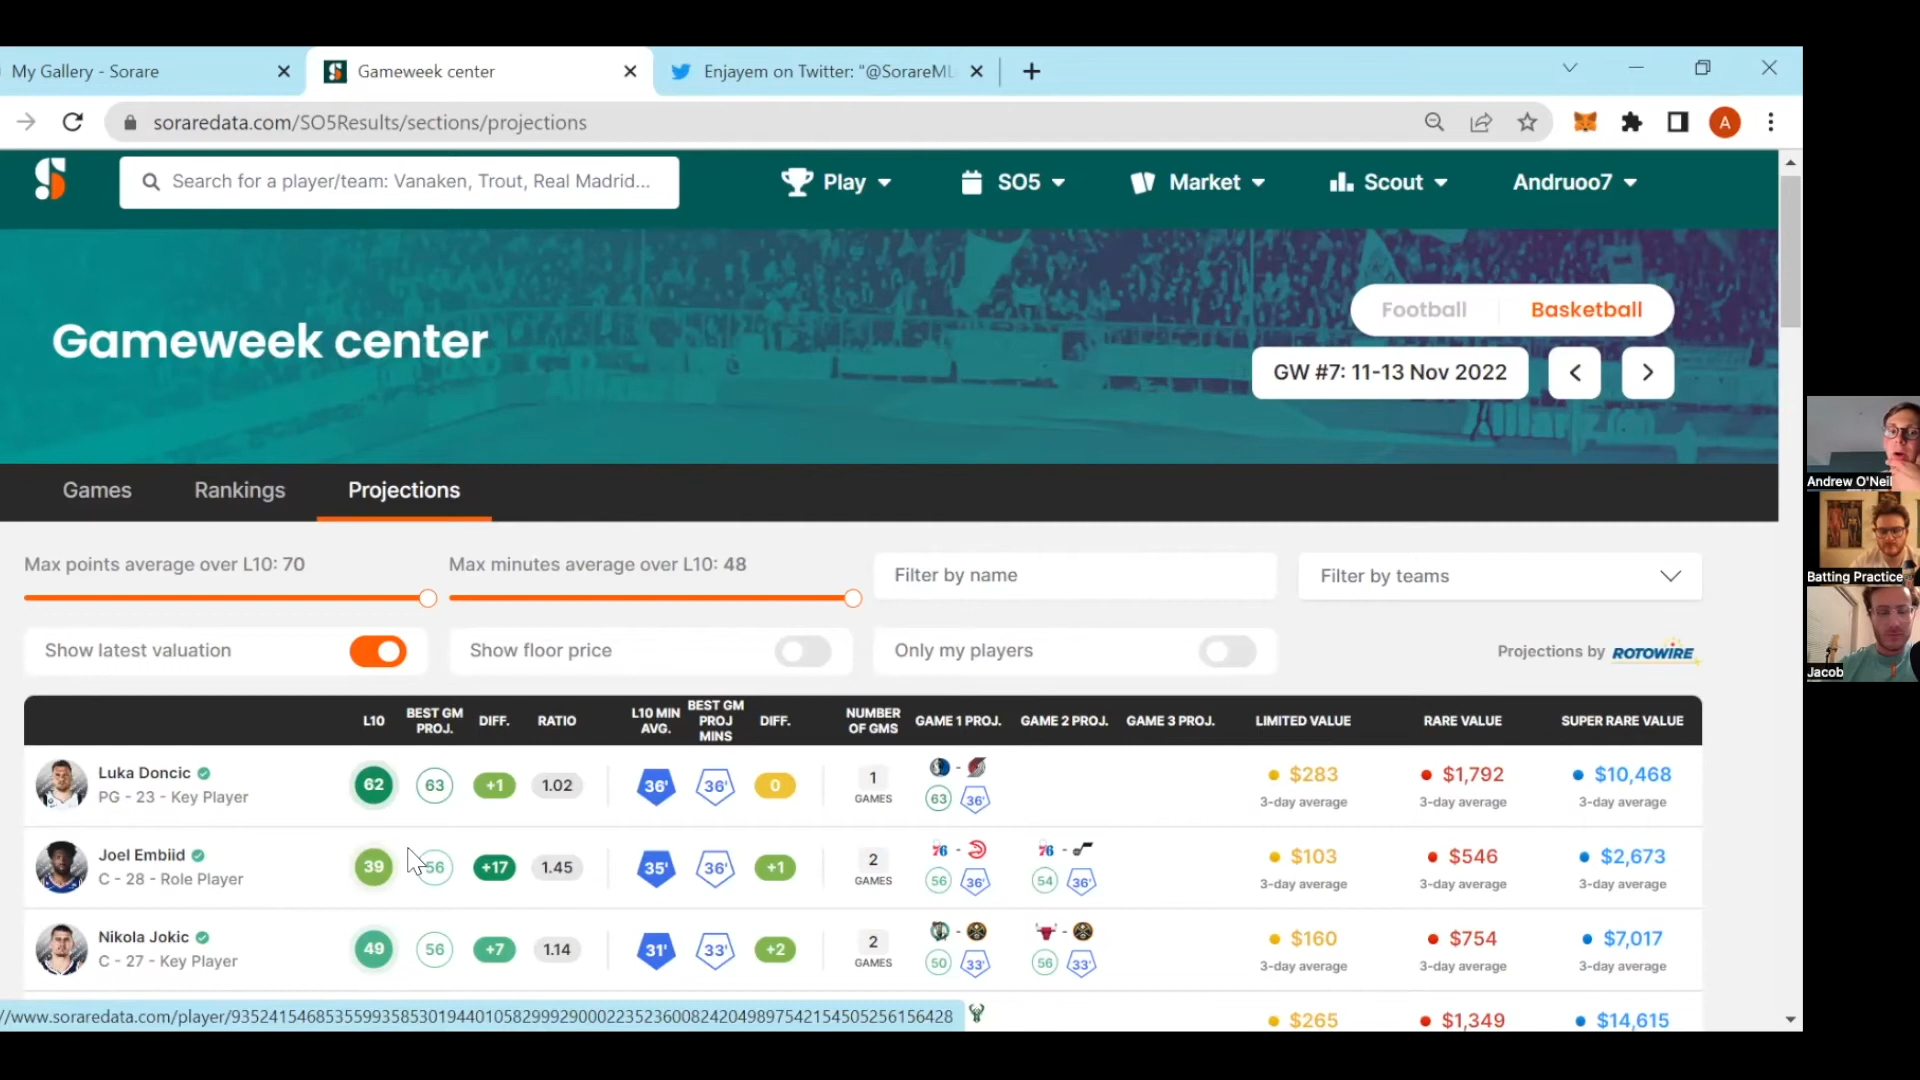 My Gallery - Sorare
Gameweek center
Enjayem on Twitter: "@SorareML
soraredata.com/SO5Results/sections/projections
A
Search for a player/team: Vanaken, Trout, Real Madrid...
Play
SO5
Market
Scout
Andruoo7
Gameweek center
Football
Basketball
GW #7: 11-13 Nov 2022
Games
Rankings
Projections
Max points average over L10: 70
Max minutes average over L10: 48
Filter by name
Filter by teams
Show latest valuation
Show floor price
Only my players
Projections by ROTOWIRE
L10
BEST GM PROJ.
DIFF.
RATIO
L10 MIN AVG.
BEST GM PROJ MINS
DIFF.
NUMBER OF GMS
GAME 1 PROJ.
GAME 2 PROJ.
GAME 3 PROJ.
LIMITED VALUE
RARE VALUE
SUPER RARE VALUE
Luka Doncic
PG - 23 - Key Player
62 63 +1 1.02 36' 36' 0
1 GAMES
-
63 36'
$283 $1,792 $10,468
3-day average 3-day average 3-day average
Joel Embiid
C - 28 - Role Player
39 56 +17 1.45 35' 36' +1
2 GAMES
76 - 76 -
56 36' 54 36'
$103 $546 $2,673
3-day average 3-day average 3-day average
Nikola Jokic
C - 27 - Key Player
49 56 +7 1.14 31' 33' +2
2 GAMES
- -
50 33' 56 33'
$160 $754 $7,017
3-day average 3-day average 3-day average
$265 $1,349 $14,615
Andrew O'Neil
Batting Practice
Jacob